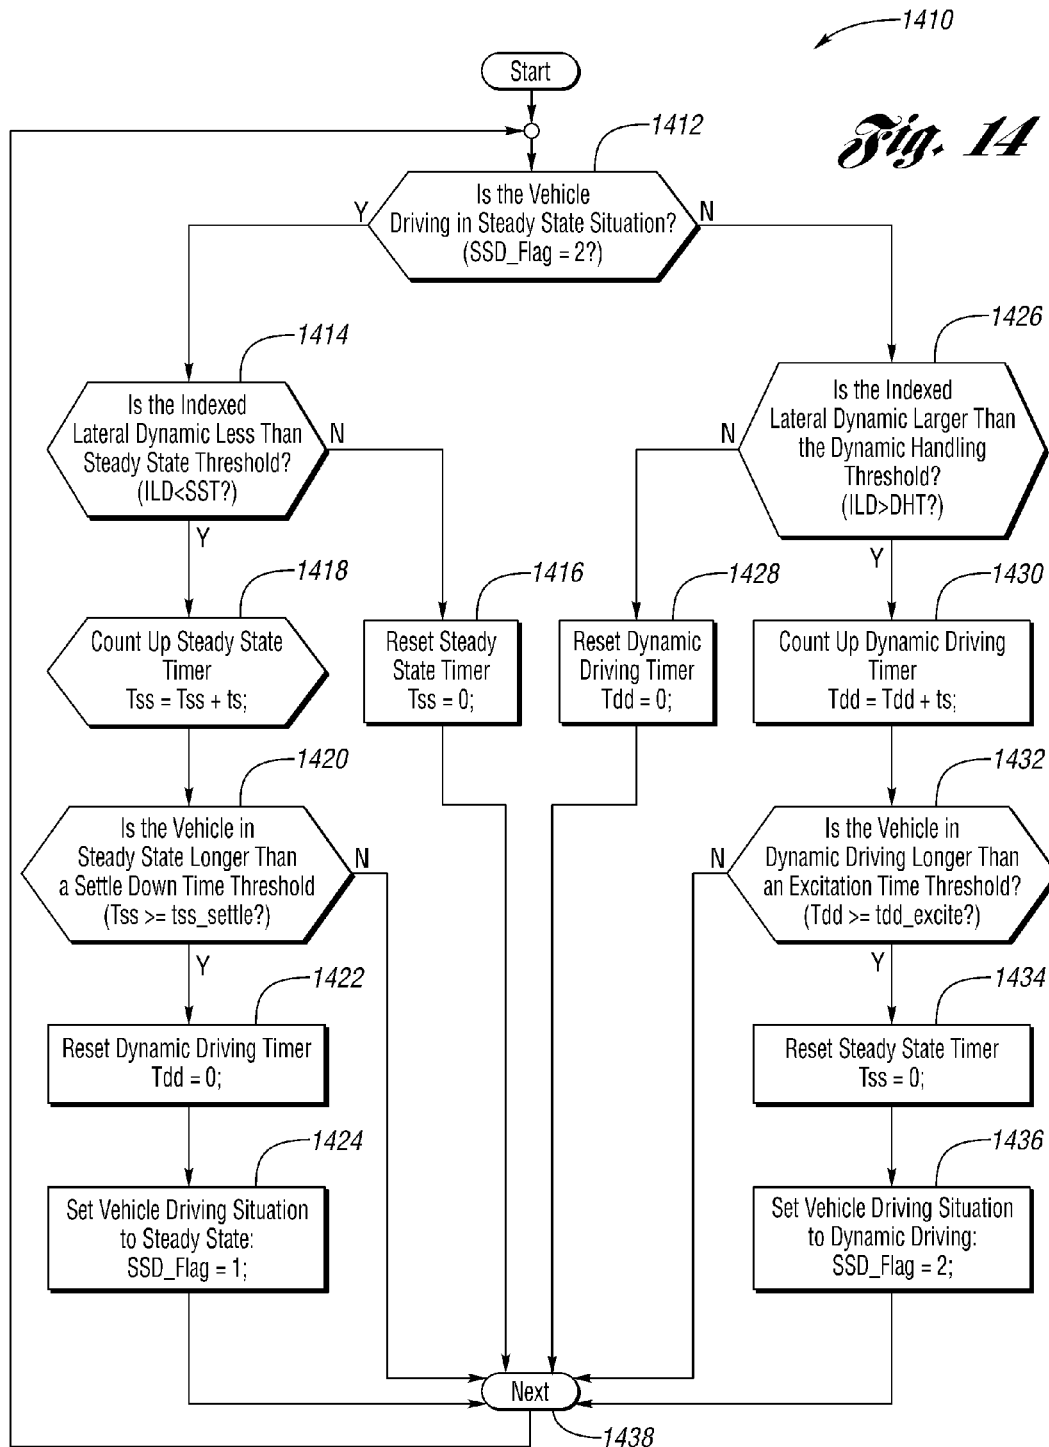 1410
Start
Fig. 14
1412
Is the Vehicle
Driving in Steady State Situation?
(SSD_Flag = 2?)
Y
N
1414
Is the Indexed
Lateral Dynamic Less Than
Steady State Threshold?
(ILD<SST?)
N
Y
1426
Is the Indexed
Lateral Dynamic Larger Than
the Dynamic Handling
Threshold?
(ILD>DHT?)
N
Y
1418
Count Up Steady State
Timer
Tss = Tss + ts;
1416
Reset Steady
State Timer
Tss = 0;
1428
Reset Dynamic
Driving Timer
Tdd = 0;
1430
Count Up Dynamic Driving
Timer
Tdd = Tdd + ts;
1420
Is the Vehicle in
Steady State Longer Than
a Settle Down Time Threshold
(Tss >= tss_settle?)
N
Y
1432
Is the Vehicle in
Dynamic Driving Longer Than
an Excitation Time Threshold?
(Tdd >= tdd_excite?)
N
Y
1422
Reset Dynamic Driving Timer
Tdd = 0;
1434
Reset Steady State Timer
Tss = 0;
1424
Set Vehicle Driving Situation
to Steady State:
SSD_Flag = 1;
1436
Set Vehicle Driving Situation
to Dynamic Driving:
SSD_Flag = 2;
Next
1438